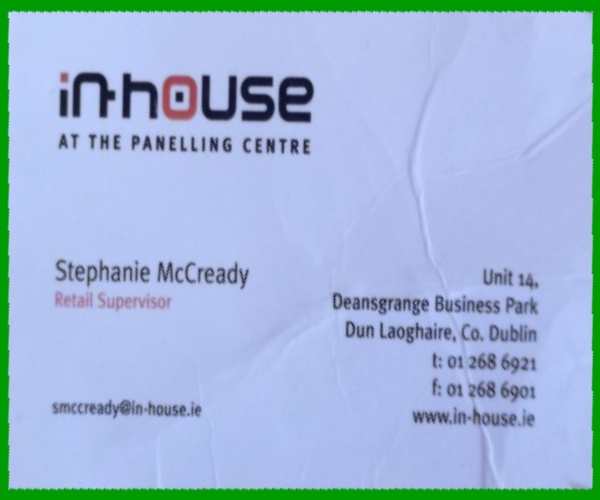 in-house
AT THE PANELLING CENTRE
Stephanie McCready
Retail Supervisor
smccready@in-house.ie
Unit 14,
Deansgrange Business Park
Dun Laoghaire, Co. Dublin
t: 01 268 6921
f: 01 268 6901
www.in-house.ie